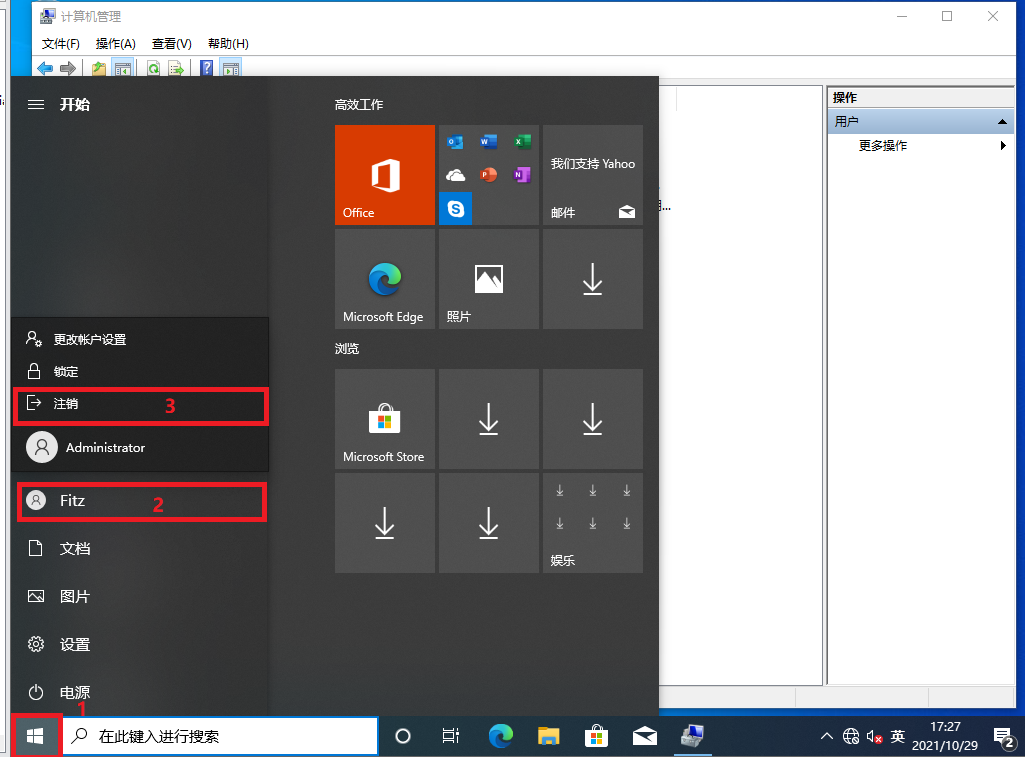 计算机管理
文件(F) 操作(A) 查看(V) 帮助(H)
操作
用户
更多操作
开始
高效工作
Office
我们支持 Yahoo
邮件
Microsoft Edge
照片
浏览
Microsoft Store
娱乐
更改帐户设置
锁定
注销 3
Administrator
Fitz 2
文档
图片
设置
电源
1
在此键入进行搜索
英
17:27
2021/10/29
2